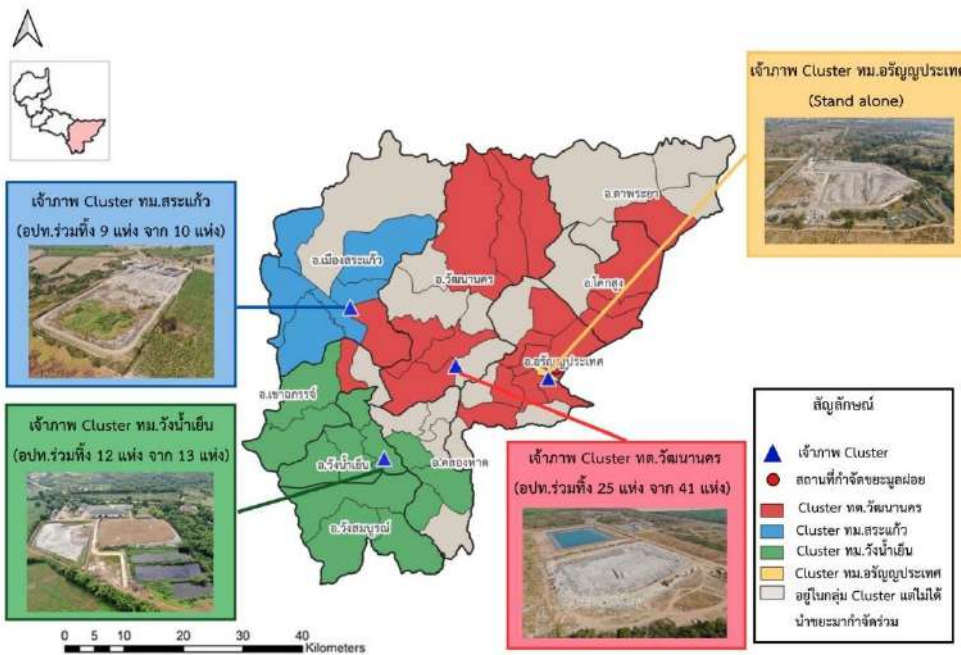 เจ้าภาพ Cluster ทม.อรัญญประเทศ
(Stand alone)
เจ้าภาพ Cluster ทม.สระแก้ว
(อปท.ร่วมทิ้ง 9 แห่ง จาก 10 แห่ง)
อ.ตาพระยา
อ.เมืองสระแก้ว
อ.วัฒนานคร
อ.โคกสูง
อ.อรัญประเทศ
อ.เขาฉกรรจ์
อ.วังน้ำเย็น
อ.คลองหาด
อ.วังสมบูรณ์
เจ้าภาพ Cluster ทม.วังน้ำเย็น
(อปท.ร่วมทิ้ง 12 แห่ง จาก 13 แห่ง)
เจ้าภาพ Cluster ทต.วัฒนานคร
(อปท.ร่วมทิ้ง 25 แห่ง จาก 41 แห่ง)
สัญลักษณ์
เจ้าภาพ Cluster
สถานที่กำจัดขยะมูลฝอย
Cluster ทต.วัฒนานคร
Cluster ทม.สระแก้ว
Cluster ทม.วังน้ำเย็น
Cluster ทม.อรัญญประเทศ
อยู่ในกลุ่ม Cluster แต่ไม่ได้
นำขยะมากำจัดร่วม
0 5 10 20 30 40
Kilometers